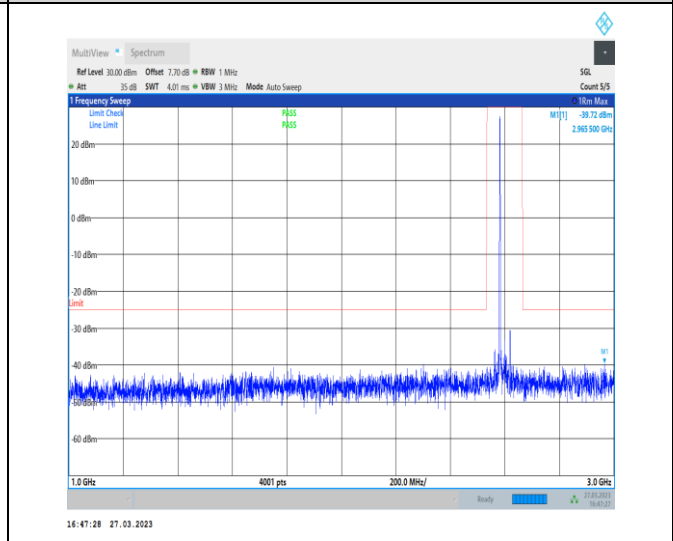 MultiView Spectrum
Ref Level 30.00 dBm Offset 7.70 dB RBW 1 MHz SGL
Att 35 dB SWT 4.01 ms VBW 3 MHz Mode Auto Sweep Count 5/5
1 Frequency Sweep 1Rm Max
Limit Check PASS M1[1] -39.72 dBm
Line Limit PASS 2.965 500 GHz
20 dBm
10 dBm
0 dBm
-10 dBm
-20 dBm
Limit
-30 dBm
M1
-40 dBm
-50 dBm
-60 dBm
1.0 GHz 4001 pts 200.0 MHz/ 3.0 GHz
Ready 27.03.2023
16:47:27
16:47:28 27.03.2023